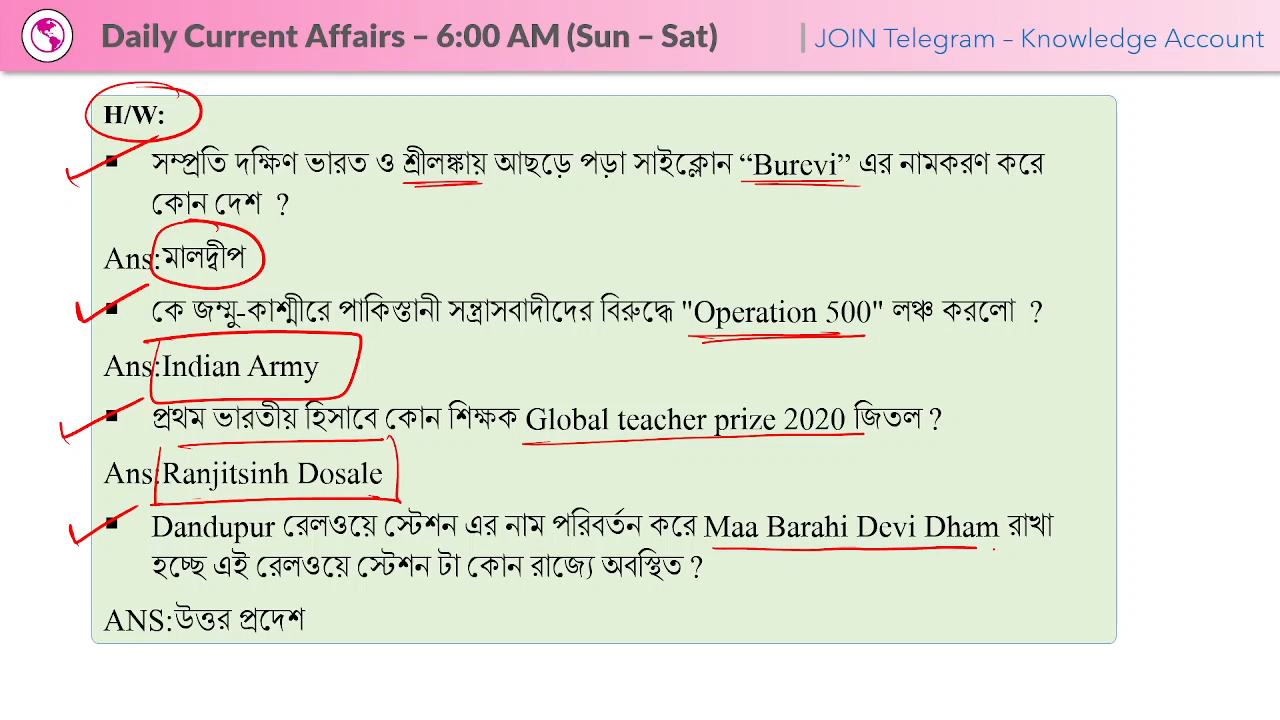 Daily Current Affairs – 6:00 AM (Sun – Sat)
JOIN Telegram – Knowledge Account
H/W:
▪ সম্প্রতি দক্ষিণ ভারত ও শ্রীলঙ্কায় আছড়ে পড়া সাইক্লোন “Burevi” এর নামকরণ করে
কোন দেশ ?
Ans:মালদ্বীপ
▪ কে জম্মু-কাশ্মীরে পাকিস্তানী সন্ত্রাসবাদীদের বিরুদ্ধে "Operation 500" লঞ্চ করলো ?
Ans:Indian Army
▪ প্রথম ভারতীয় হিসাবে কোন শিক্ষক Global teacher prize 2020 জিতল ?
Ans:Ranjitsinh Dosale
▪ Dandupur রেলওয়ে স্টেশন এর নাম পরিবর্তন করে Maa Barahi Devi Dham রাখা
হচ্ছে এই রেলওয়ে স্টেশন টা কোন রাজ্যে অবস্থিত ?
ANS:উত্তর প্রদেশ